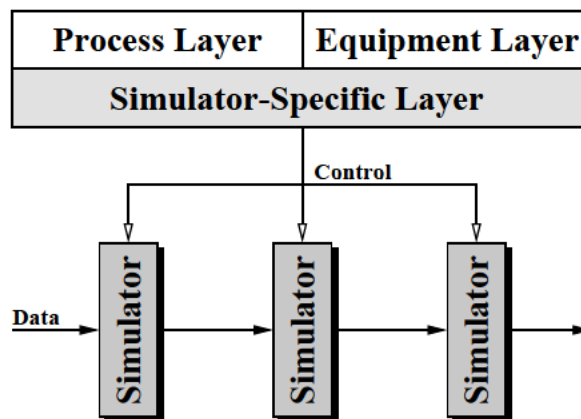 Process Layer
Equipment Layer
Simulator-Specific Layer
Control
Data
Simulator
Simulator
Simulator